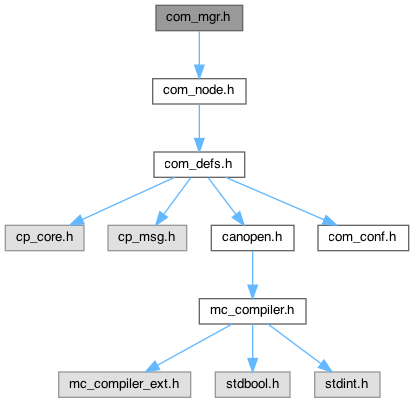 com_mgr.h
com_node.h
com_defs.h
cp_core.h
cp_msg.h
canopen.h
com_conf.h
mc_compiler.h
mc_compiler_ext.h
stdbool.h
stdint.h